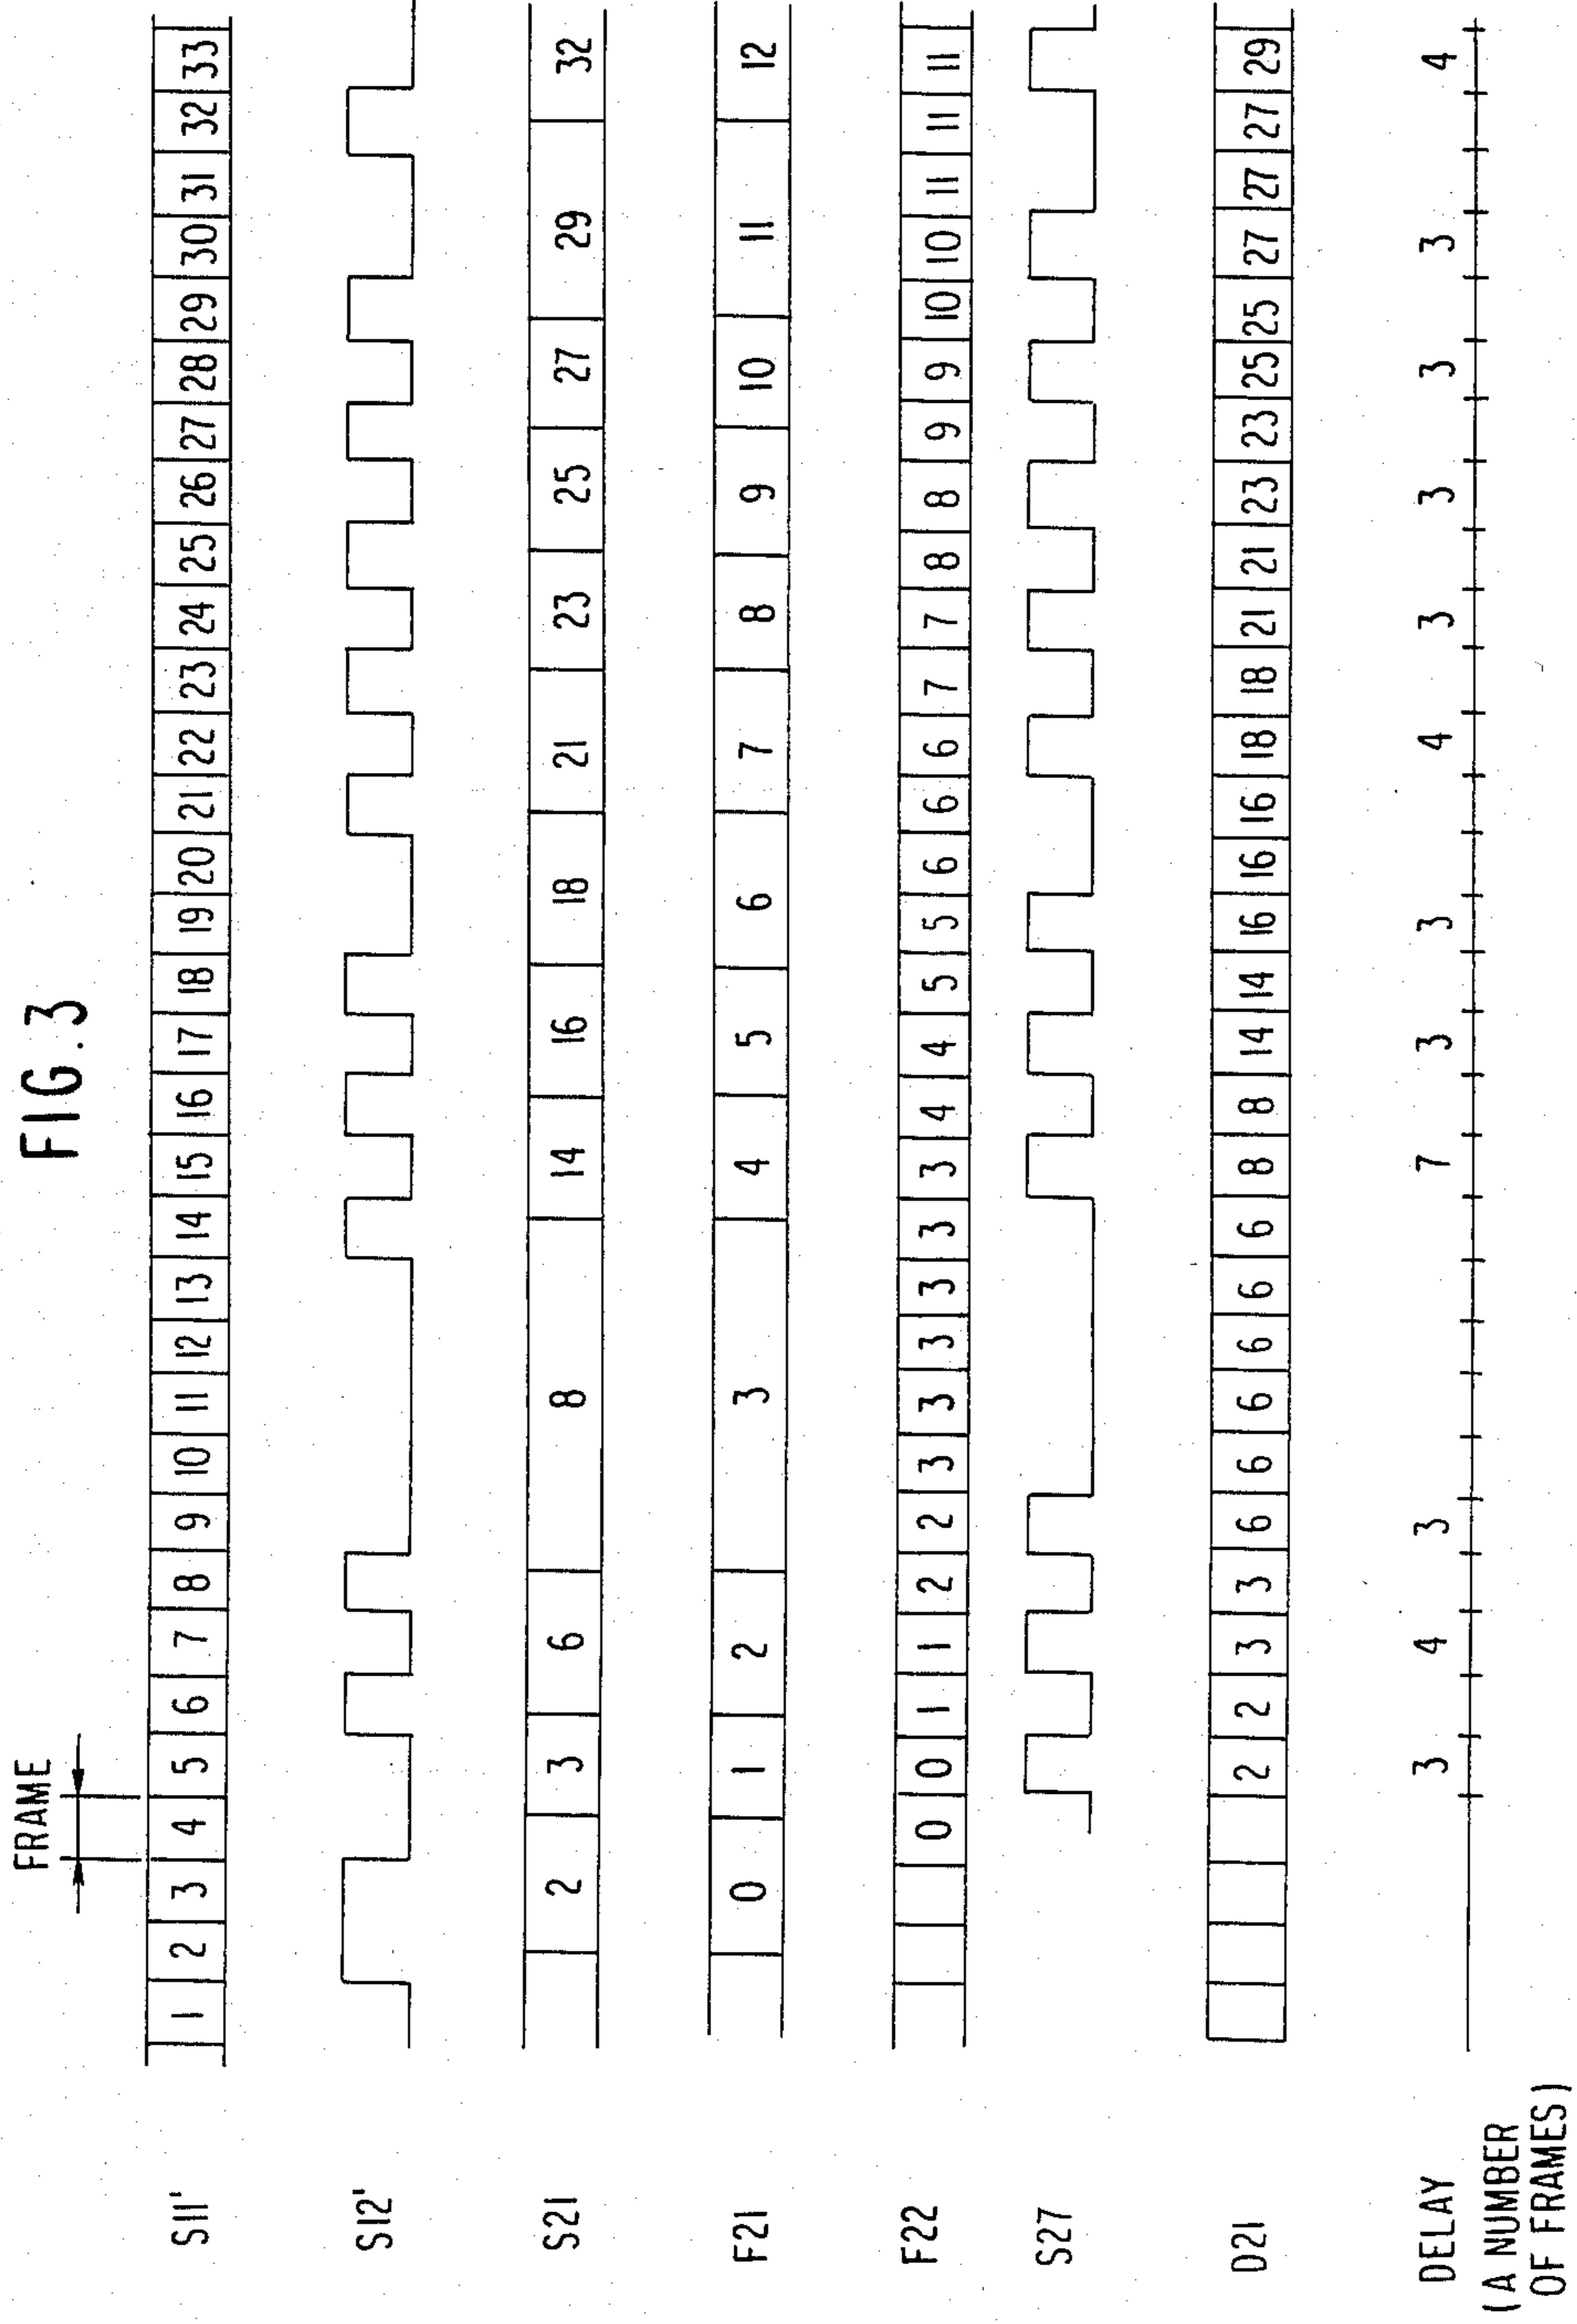 FIG.3
FRAME
S11' 1 2 3 4 5 6 7 8 9 10 11 12 13 14 15 16 17 18 19 20 21 22 23 24 25 26 27 28 29 30 31 32 33
S12'
S21 2 3 6 8 14 16 18 21 23 25 27 29 32
F21 0 1 2 3 4 5 6 7 8 9 10 11 12
F22 0 0 1 1 2 2 3 3 3 3 3 3 4 4 5 5 6 6 6 7 7 8 8 9 9 10 10 11 11 11
S27
D21 2 2 3 3 6 6 6 6 6 6 8 8 14 14 16 16 16 18 18 21 21 23 23 25 25 27 27 27 29
DELAY 3 4 3 7 3 3 4 3 3 3 3 4
(A NUMBER
OF FRAMES)